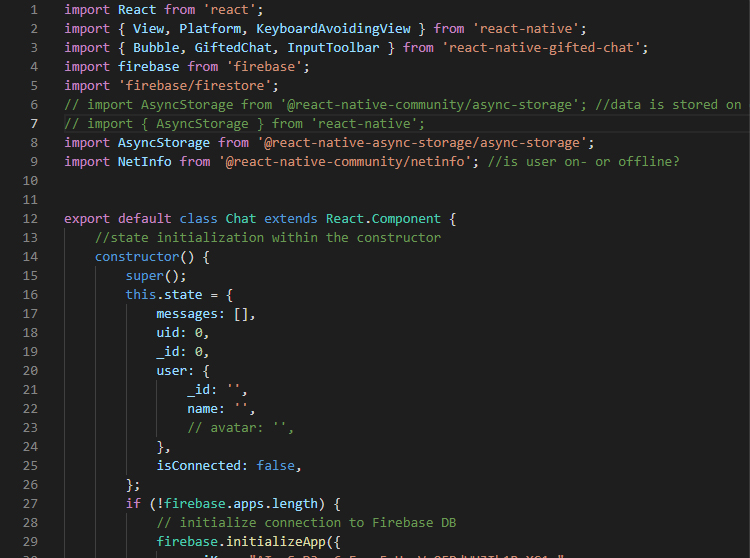 1 import React from 'react';
2 import { View, Platform, KeyboardAvoidingView } from 'react-native';
3 import { Bubble, GiftedChat, InputToolbar } from 'react-native-gifted-chat';
4 import firebase from 'firebase';
5 import 'firebase/firestore';
6 // import AsyncStorage from '@react-native-community/async-storage'; //data is stored on
7 // import { AsyncStorage } from 'react-native';
8 import AsyncStorage from '@react-native-async-storage/async-storage';
9 import NetInfo from '@react-native-community/netinfo'; //is user on- or offline?
10
11
12 export default class Chat extends React.Component {
13 //state initialization within the constructor
14 constructor() {
15 super();
16 this.state = {
17 messages: [],
18 uid: 0,
19 _id: 0,
20 user: {
21 _id: '',
22 name: '',
23 // avatar: '',
24 },
25 isConnected: false,
26 };
27 if (!firebase.apps.length) {
28 // initialize connection to Firebase DB
29 firebase.initializeApp({